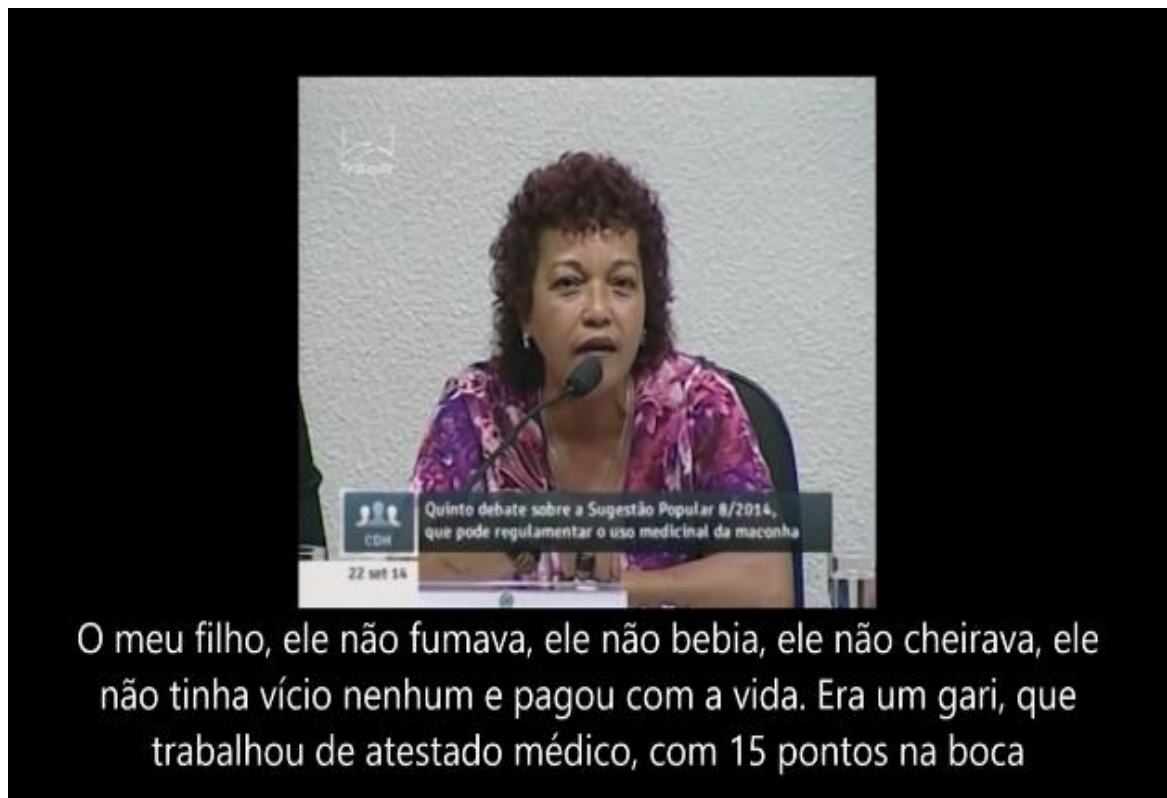 Quinto debate sobre a Sugestão Popular 8/2014,
que pode regulamentar o uso medicinal da maconha
CDH
22 set 14
O meu filho, ele não fumava, ele não bebia, ele não cheirava, ele
não tinha vício nenhum e pagou com a vida. Era um gari, que
trabalhou de atestado médico, com 15 pontos na boca